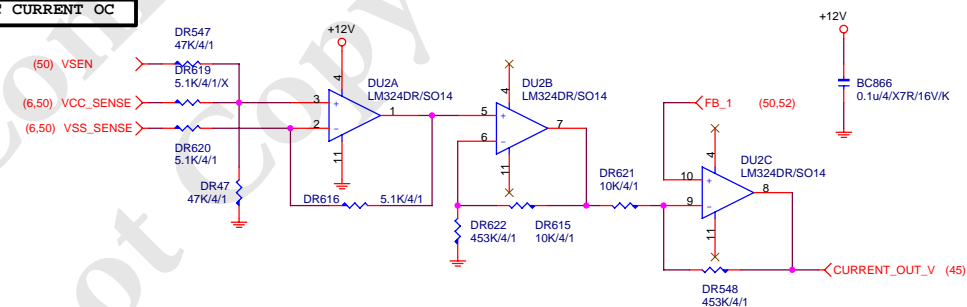 CURRENT OC
+12V
+12V
DR547
47K/4/1
(50) VSEN
DR619
5.1K/4/1/X
(6,50) VCC_SENSE
(6,50) VSS_SENSE
DR620
5.1K/4/1
DR47
47K/4/1
DR616 5.1K/4/1
DU2A
LM324DR/SO14
3
2
1
4
11
+
-
DU2B
LM324DR/SO14
5
6
7
4
11
+
-
DR622
453K/4/1
DR615
10K/4/1
DR621
10K/4/1
FB_1 (50,52)
DU2C
LM324DR/SO14
10
9
8
4
11
+
-
DR548
453K/4/1
CURRENT_OUT_V (45)
BC866
0.1u/4/X7R/16V/K
Not Copy